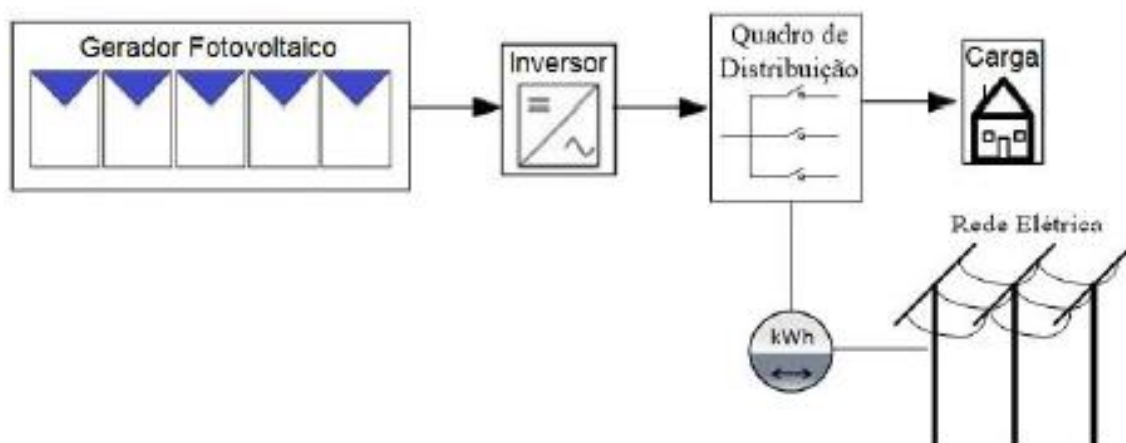 Gerador Fotovoltaico
Inversor
Quadro de
Distribuição
Carga
Rede Elétrica
kWh